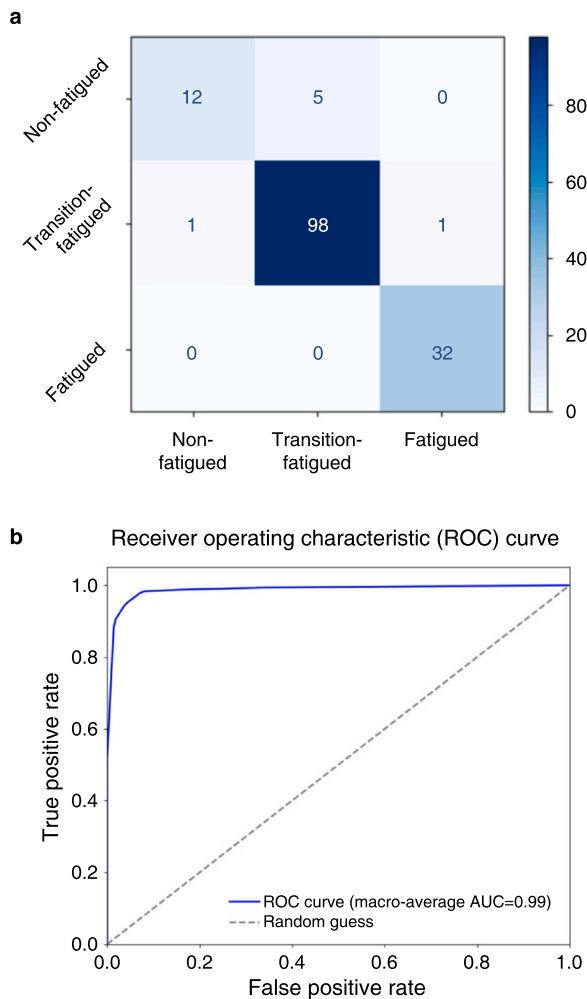 a
Non-fatigued
12 5 0
80
Transition-
fatigued
1 98 1
60
40
Fatigued
0 0 32
20
0
Non-
fatigued
Transition-
fatigued
Fatigued
b
Receiver operating characteristic (ROC) curve
True positive rate
1.0
0.8
0.6
0.4
0.2
0.0
ROC curve (macro-average AUC=0.99)
Random guess
0.0 0.2 0.4 0.6 0.8 1.0
False positive rate